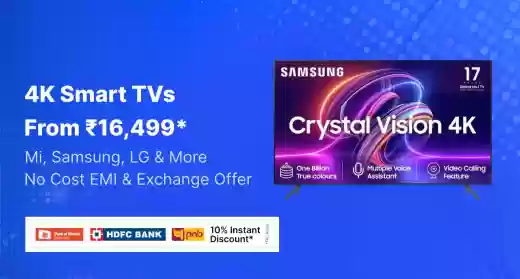 4K Smart TVs
From ₹16,499*
Mi, Samsung, LG & More
No Cost EMI & Exchange Offer
HDFC BANK
pnb
10% Instant
Discount*
SAMSUNG
17
Crystal Vision 4K
One Billion
True colours
Multiple Voice
Assistant
Video Calling
Feature